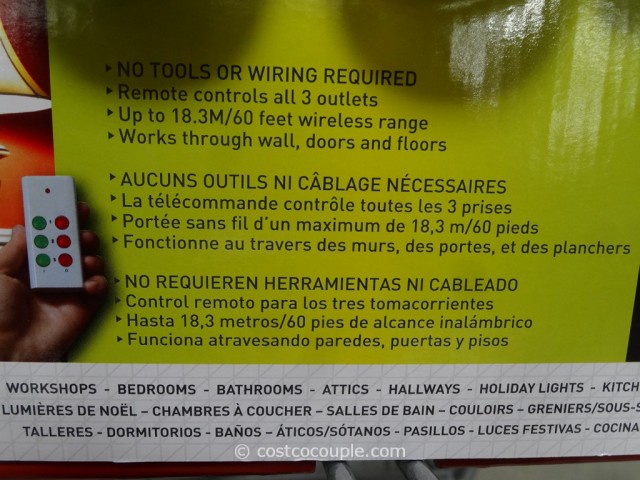 ‣ NO TOOLS OR WIRING REQUIRED
‣ Remote controls all 3 outlets
‣ Up to 18.3M/60 feet wireless range
‣ Works through wall, doors and floors
‣ AUCUNS OUTILS NI CÂBLAGE NÉCESSAIRES
‣ La télécommande contrôle toutes les 3 prises
‣ Portée sans fil d'un maximum de 18,3 m/60 pieds
‣ Fonctionne au travers des murs, des portes, et des planchers
‣ NO REQUIEREN HERRAMIENTAS NI CABLEADO
‣ Control remoto para los tres tomacorrientes
‣ Hasta 18,3 metros/60 pies de alcance inalámbrico
‣ Funciona atravesando paredes, puertas y pisos
WORKSHOPS - BEDROOMS - BATHROOMS - ATTICS - HALLWAYS - HOLIDAY LIGHTS - KITCH
LUMIÈRES DE NOËL – CHAMBRES À COUCHER – SALLES DE BAIN – COULOIRS – GRENIERS/SOUS-S
TALLERES - DORMITORIOS - BAÑOS - ÁTICOS/SÓTANOS - PASILLOS - LUCES FESTIVAS - COCINA
© costcocouple.com